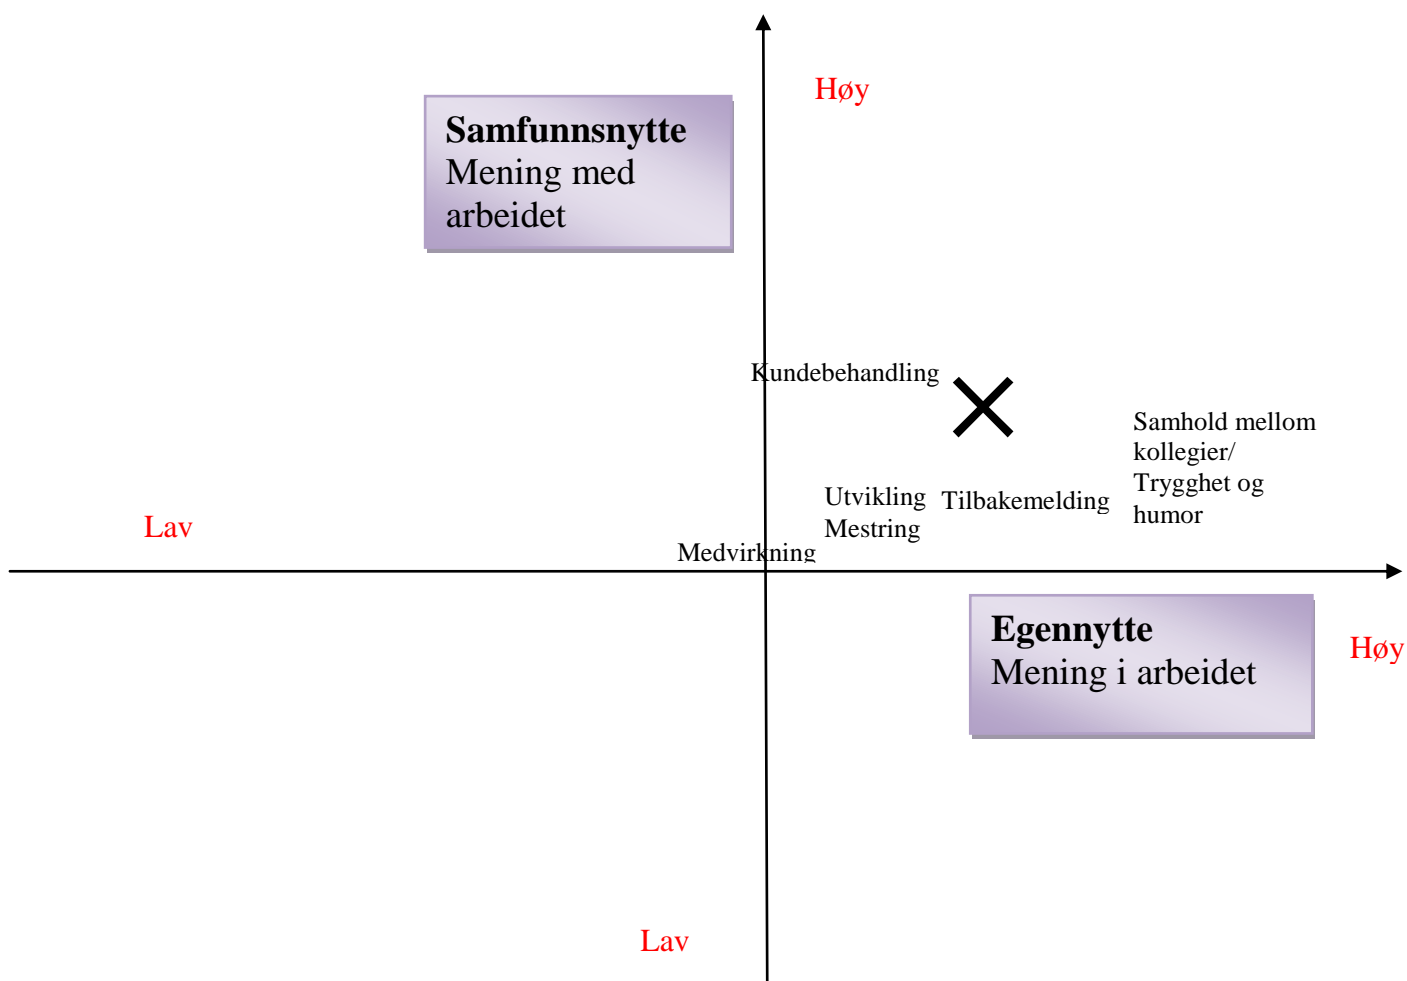 Høy
Samfunnsnytte
Mening med
arbeidet
Kundebehandling
Samhold mellom
kollegier/
Trygghet og
humor
Utvikling
Mestring
Tilbakemelding
Lav
Medvirkning
Egennytte
Mening i arbeidet
Høy
Lav